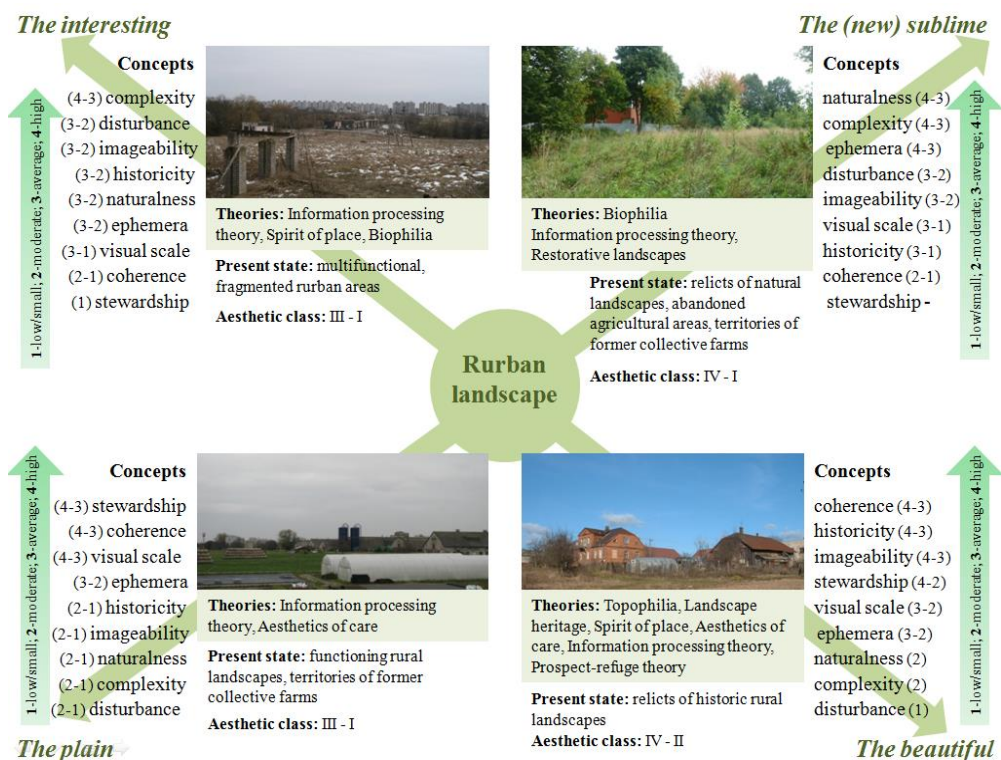 The interesting
Concepts
(4-3) complexity
(3-2) disturbance
(3-2) imageability
(3-2) historicity
(3-2) naturalness
(3-2) ephemera
(3-1) visual scale
(2-1) coherence
(1) stewardship
1-low/small; 2-moderate; 3-average; 4-high
Theories: Information processing
theory, Spirit of place, Biophilia
Present state: multifunctional,
fragmented rurban areas
Aesthetic class: III - I
The (new) sublime
Concepts
naturalness (4-3)
complexity (4-3)
ephemera (4-3)
disturbance (3-2)
imageability (3-2)
visual scale (3-1)
historicity (3-1)
coherence (2-1)
stewardship -
1-low/small; 2-moderate; 3-average; 4-high
Theories: Biophilia
Information processing theory,
Restorative landscapes
Present state: relicts of natural
landscapes, abandoned
agricultural areas, territories of
former collective farms
Aesthetic class: IV - I
Rurban
landscape
Concepts
(4-3) stewardship
(4-3) coherence
(4-3) visual scale
(3-2) ephemera
(2-1) historicity
(2-1) imageability
(2-1) naturalness
(2-1) complexity
(2-1) disturbance
1-low/small; 2-moderate; 3-average; 4-high
Theories: Information processing
theory, Aesthetics of care
Present state: functioning rural
landscapes, territories of former
collective farms
Aesthetic class: III - I
The plain
Concepts
coherence (4-3)
historicity (4-3)
imageability (4-3)
stewardship (4-2)
visual scale (3-2)
ephemera (3-2)
naturalness (2)
complexity (2)
disturbance (1)
1-low/small; 2-moderate; 3-average; 4-high
Theories: Topophilia, Landscape
heritage, Spirit of place, Aesthetics of
care, Information processing theory,
Prospect-refuge theory
Present state: relicts of historic rural
landscapes
Aesthetic class: IV - II
The beautiful